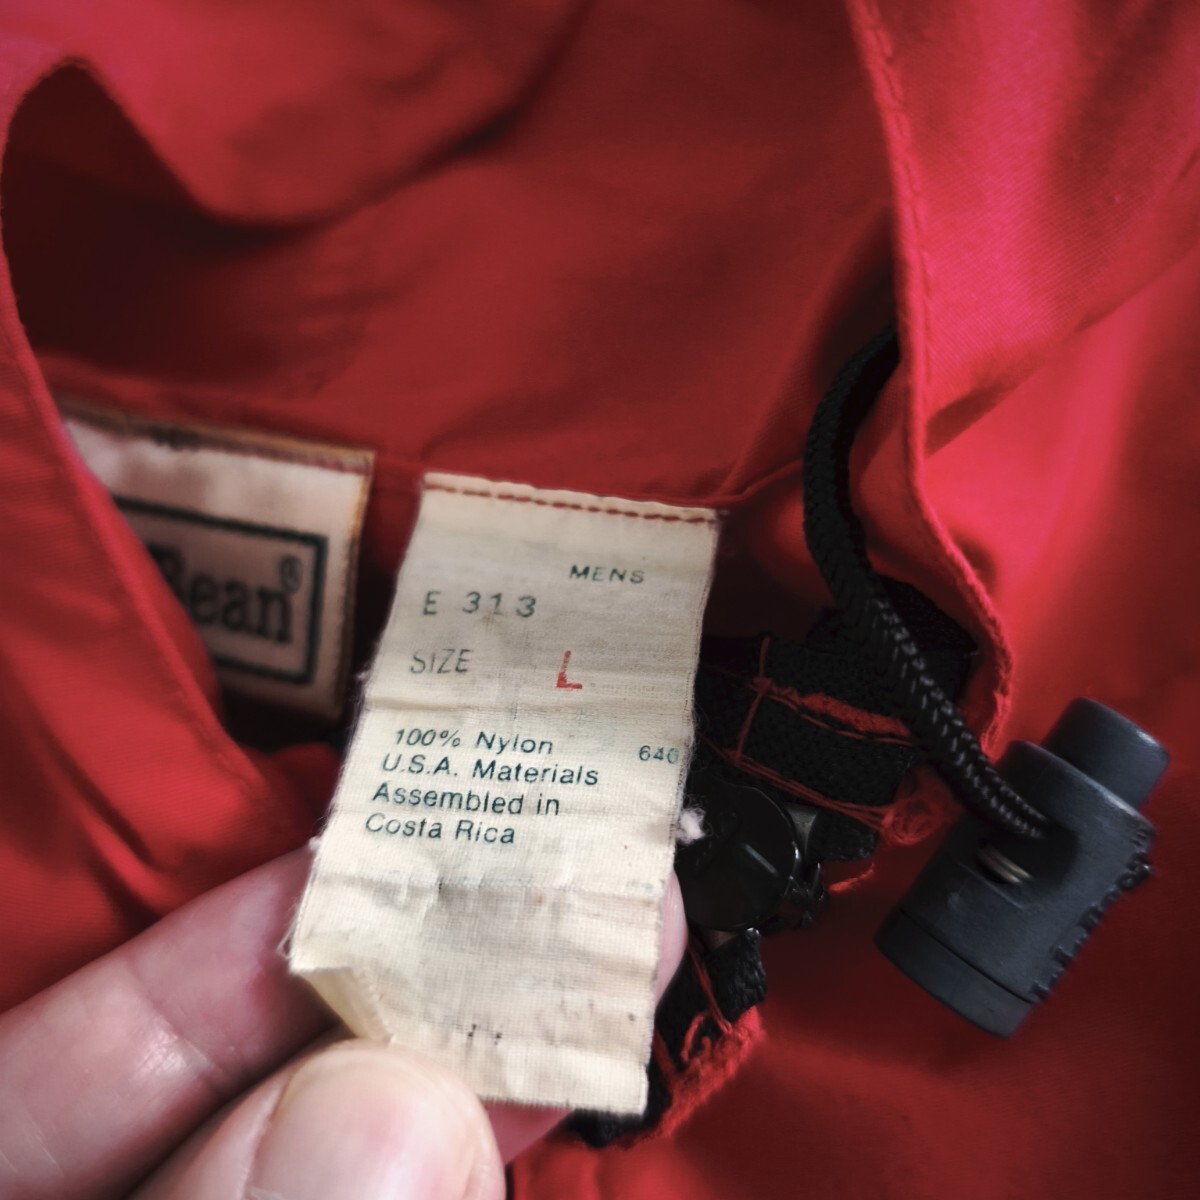 Bean®
MENS
E 313
SIZE L
100% Nylon 640
U.S.A. Materials
Assembled in
Costa Rica